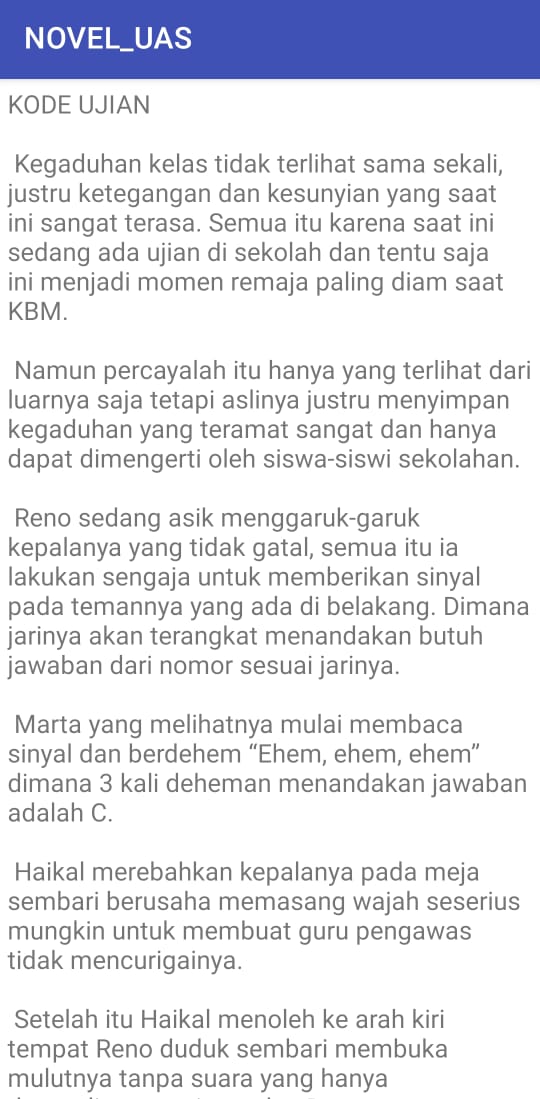 NOVEL_UAS
KODE UJIAN
Kegaduhan kelas tidak terlihat sama sekali,
justru ketegangan dan kesunyian yang saat
ini sangat terasa. Semua itu karena saat ini
sedang ada ujian di sekolah dan tentu saja
ini menjadi momen remaja paling diam saat
KBM.
Namun percayalah itu hanya yang terlihat dari
luarnya saja tetapi aslinya justru menyimpan
kegaduhan yang teramat sangat dan hanya
dapat dimengerti oleh siswa-siswi sekolahan.
Reno sedang asik menggaruk-garuk
kepalanya yang tidak gatal, semua itu ia
lakukan sengaja untuk memberikan sinyal
pada temannya yang ada di belakang. Dimana
jarinya akan terangkat menandakan butuh
jawaban dari nomor sesuai jarinya.
Marta yang melihatnya mulai membaca
sinyal dan berdehem “Ehem, ehem, ehem”
dimana 3 kali deheman menandakan jawaban
adalah C.
Haikal merebahkan kepalanya pada meja
sembari berusaha memasang wajah seserius
mungkin untuk membuat guru pengawas
tidak mencurigainya.
Setelah itu Haikal menoleh ke arah kiri
tempat Reno duduk sembari membuka
mulutnya tanpa suara yang hanya